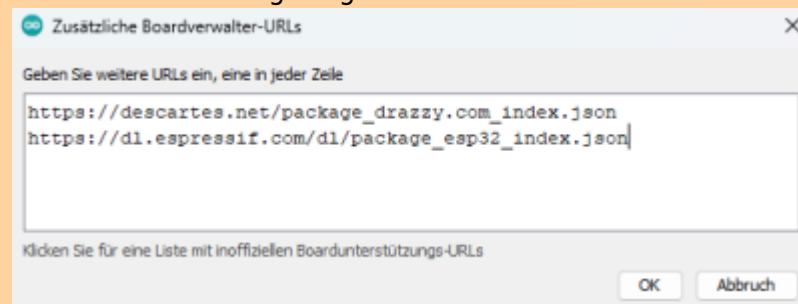 Zusätzliche Boardverwalter-URLs
Geben Sie weitere URLs ein, eine in jeder Zeile
https://descartes.net/package_drazzy.com_index.json
https://dl.espressif.com/dl/package_esp32_index.json
Klicken Sie für eine Liste mit inoffiziellen Boardunterstützungs-URLs
OK Abbruch